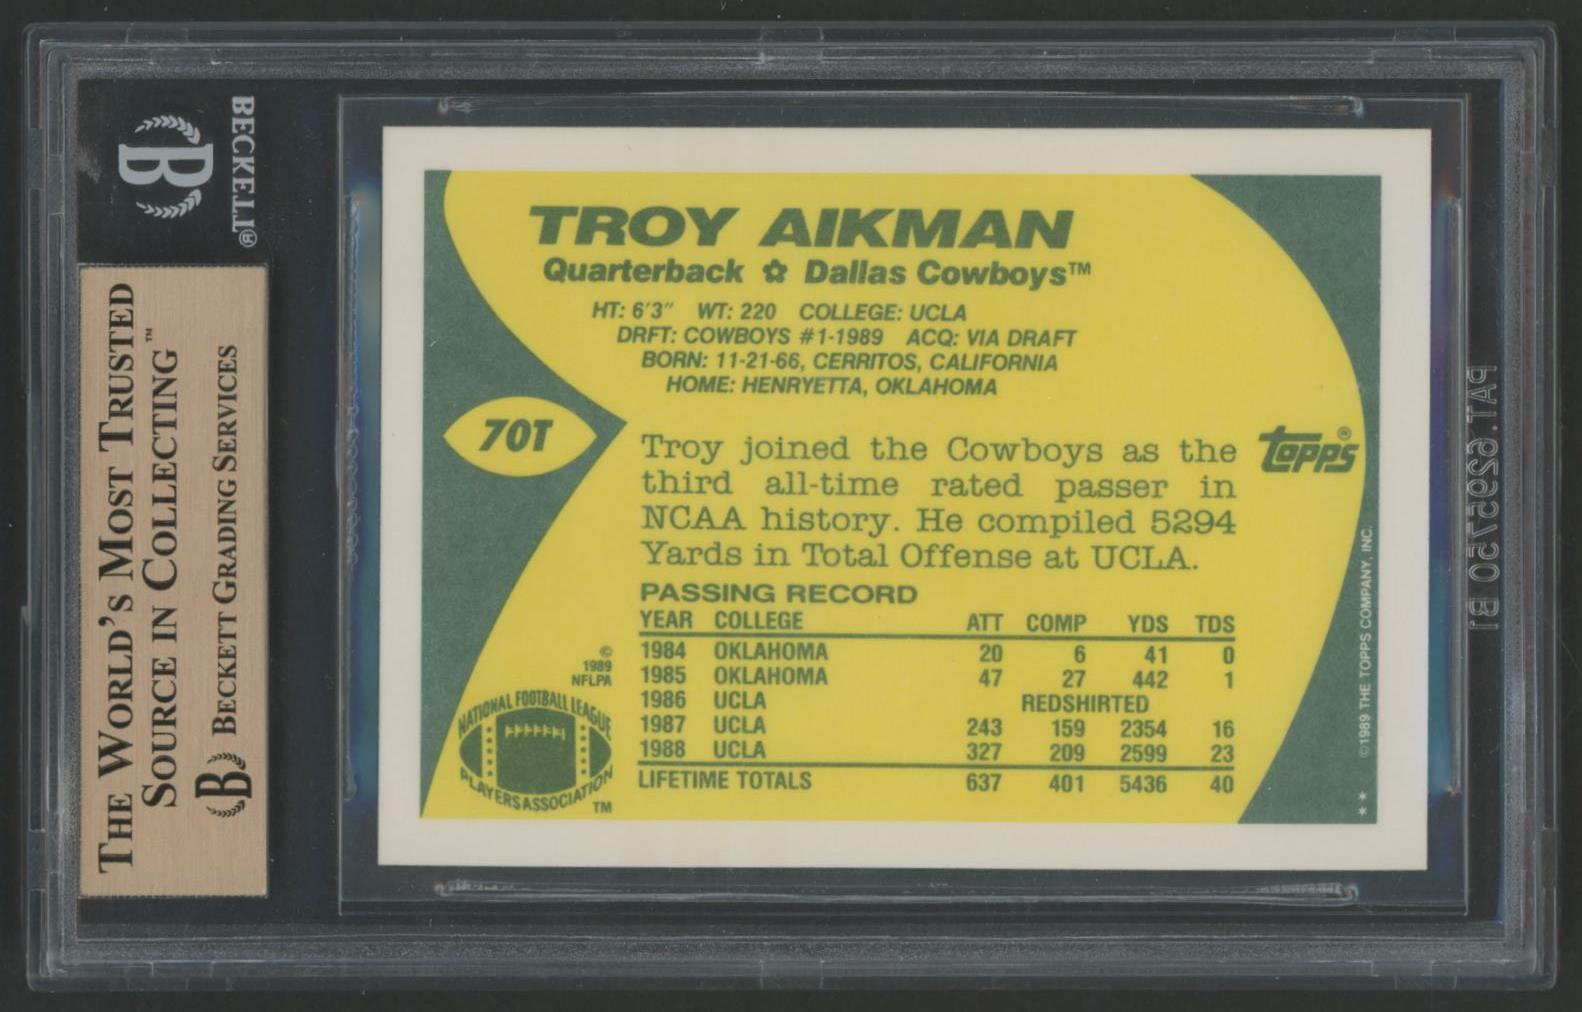 BECKELL®
B
THE WORLD'S MOST TRUSTED
SOURCE IN COLLECTING™
B BECKETT GRADING SERVICES
TROY AIKMAN
Quarterback ✿ Dallas Cowboys™
HT: 6'3" WT: 220 COLLEGE: UCLA
DRFT: COWBOYS #1-1989 ACQ: VIA DRAFT
BORN: 11-21-66, CERRITOS, CALIFORNIA
HOME: HENRYETTA, OKLAHOMA
70T
Troy joined the Cowboys as the
third all-time rated passer in
NCAA history. He compiled 5294
Yards in Total Offense at UCLA.
topps®
PASSING RECORD
YEAR COLLEGE ATT COMP YDS TDS
1984 OKLAHOMA 20 6 41 0
1985 OKLAHOMA 47 27 442 1
1986 UCLA REDSHIRTED
1987 UCLA 243 159 2354 16
1988 UCLA 327 209 2599 23
LIFETIME TOTALS 637 401 5436 40
©
1989
NFLPA
NATIONAL FOOTBALL LEAGUE
PLAYERS ASSOCIATION
TM
** ©1989 THE TOPPS COMPANY, INC.
PAT. 6295750 B1